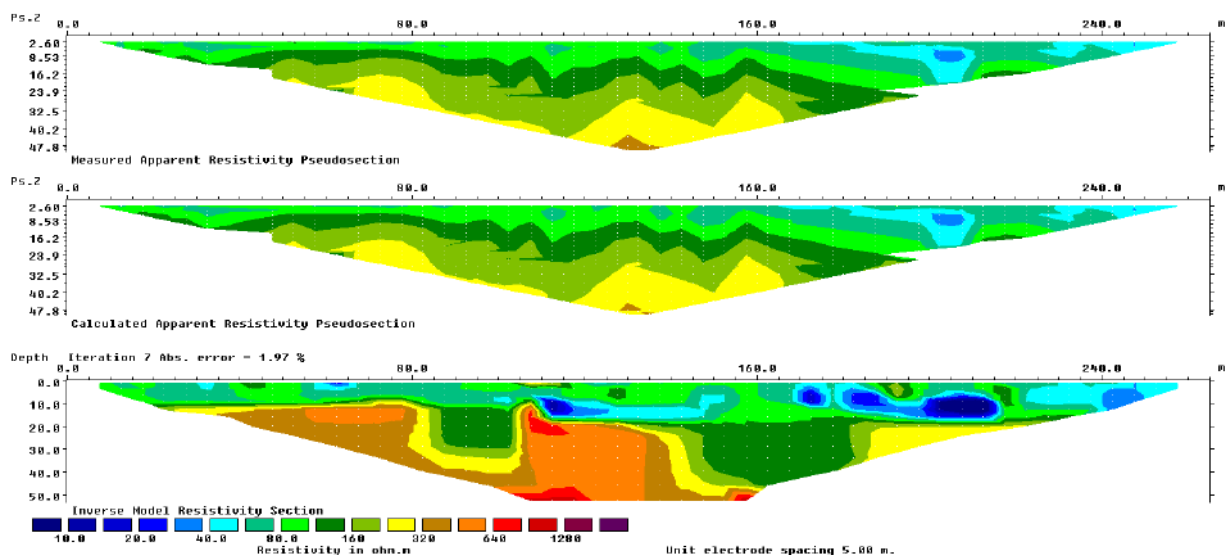 Ps.Z 0.0 80.0 160.0 240.0 m
2.60
8.53
16.2
23.9
32.5
40.2
47.8
Measured Apparent Resistivity Pseudosection
Ps.Z 0.0 80.0 160.0 240.0 m
2.60
8.58
16.2
23.9
32.5
40.2
47.8
Calculated Apparent Resistivity Pseudosection
Depth Iteration 7 Abs. error = 1.97 %
0.0 80.0 160.0 240.0 m
0.0
10.0
20.0
30.0
40.0
50.0
Inverse Model Resistivity Section
10.0 20.0 40.0 80.0 160 320 640 1280
Resistivity in ohm.m Unit electrode spacing 5.00 m.